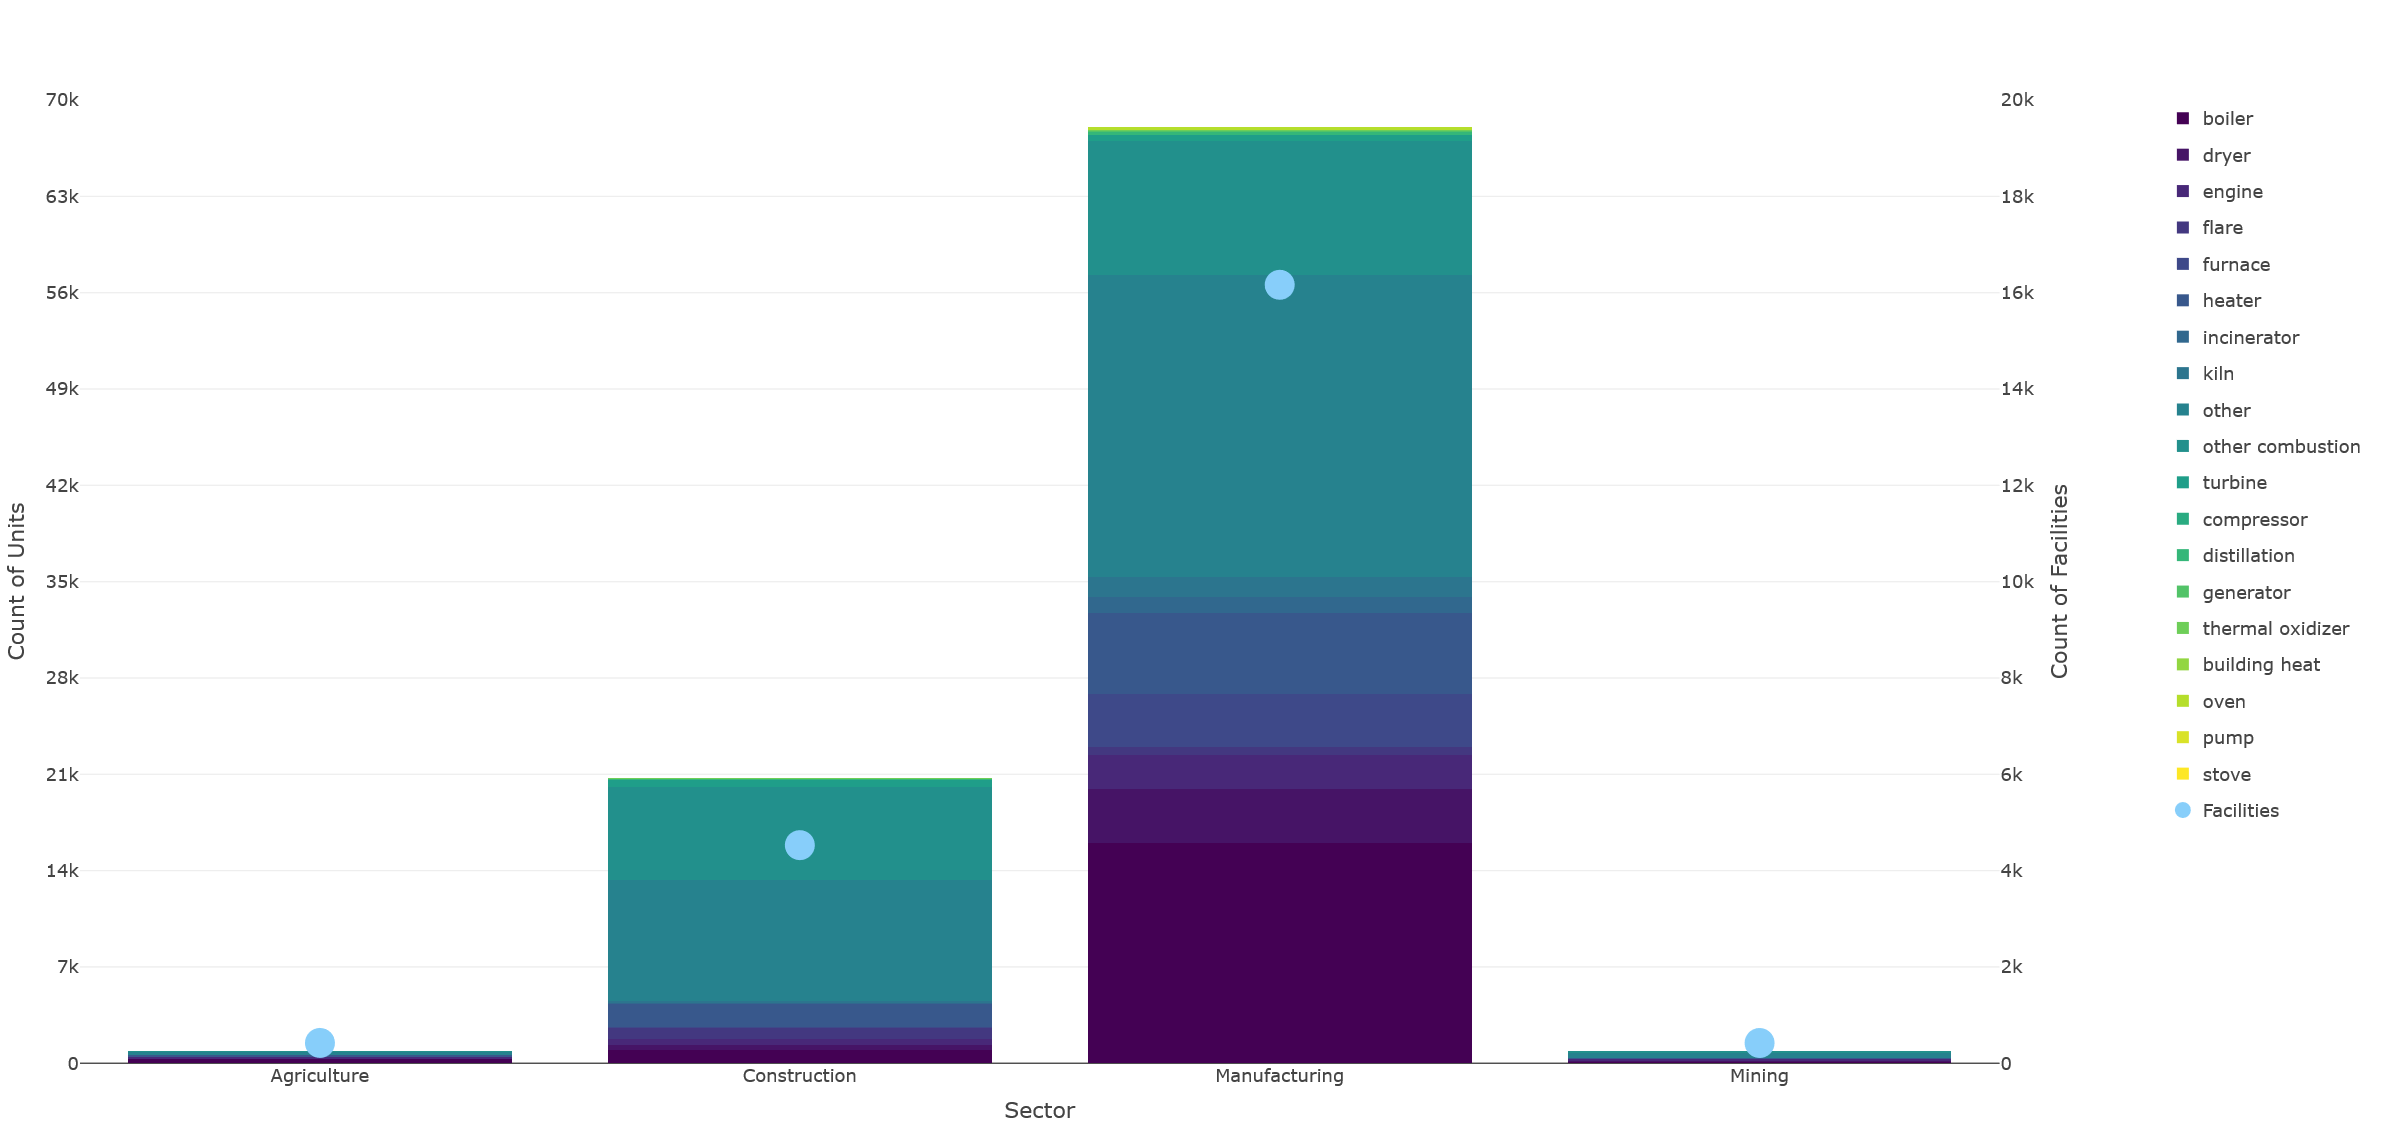 70k
63k
56k
49k
42k
35k
28k
21k
14k
7k
0
Count of Units
20k
18k
16k
14k
12k
10k
8k
6k
4k
2k
0
Count of Facilities
Agriculture
Construction
Manufacturing
Mining
Sector
boiler
dryer
engine
flare
furnace
heater
incinerator
kiln
other
other combustion
turbine
compressor
distillation
generator
thermal oxidizer
building heat
oven
pump
stove
Facilities